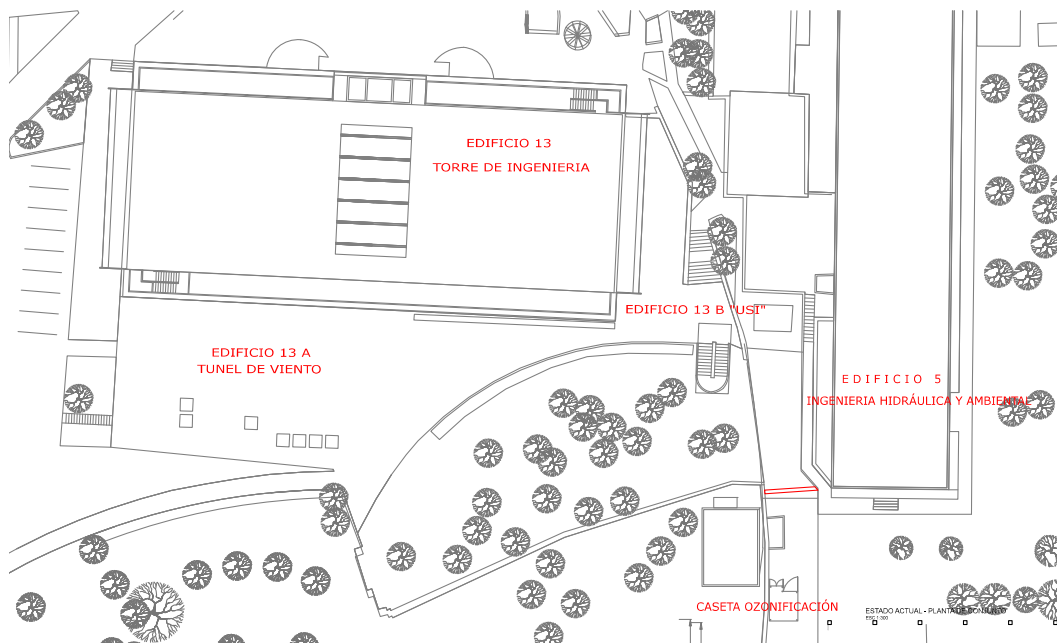 EDIFICIO 13
TORRE DE INGENIERIA
EDIFICIO 13 B "USI"
EDIFICIO 13 A
TUNEL DE VIENTO
EDIFICIO 5
INGENIERIA HIDRÁULICA Y AMBIENTAL
CASETA OZONIFICACIÓN
ESTADO ACTUAL - PLANTA DE CONJUNTO